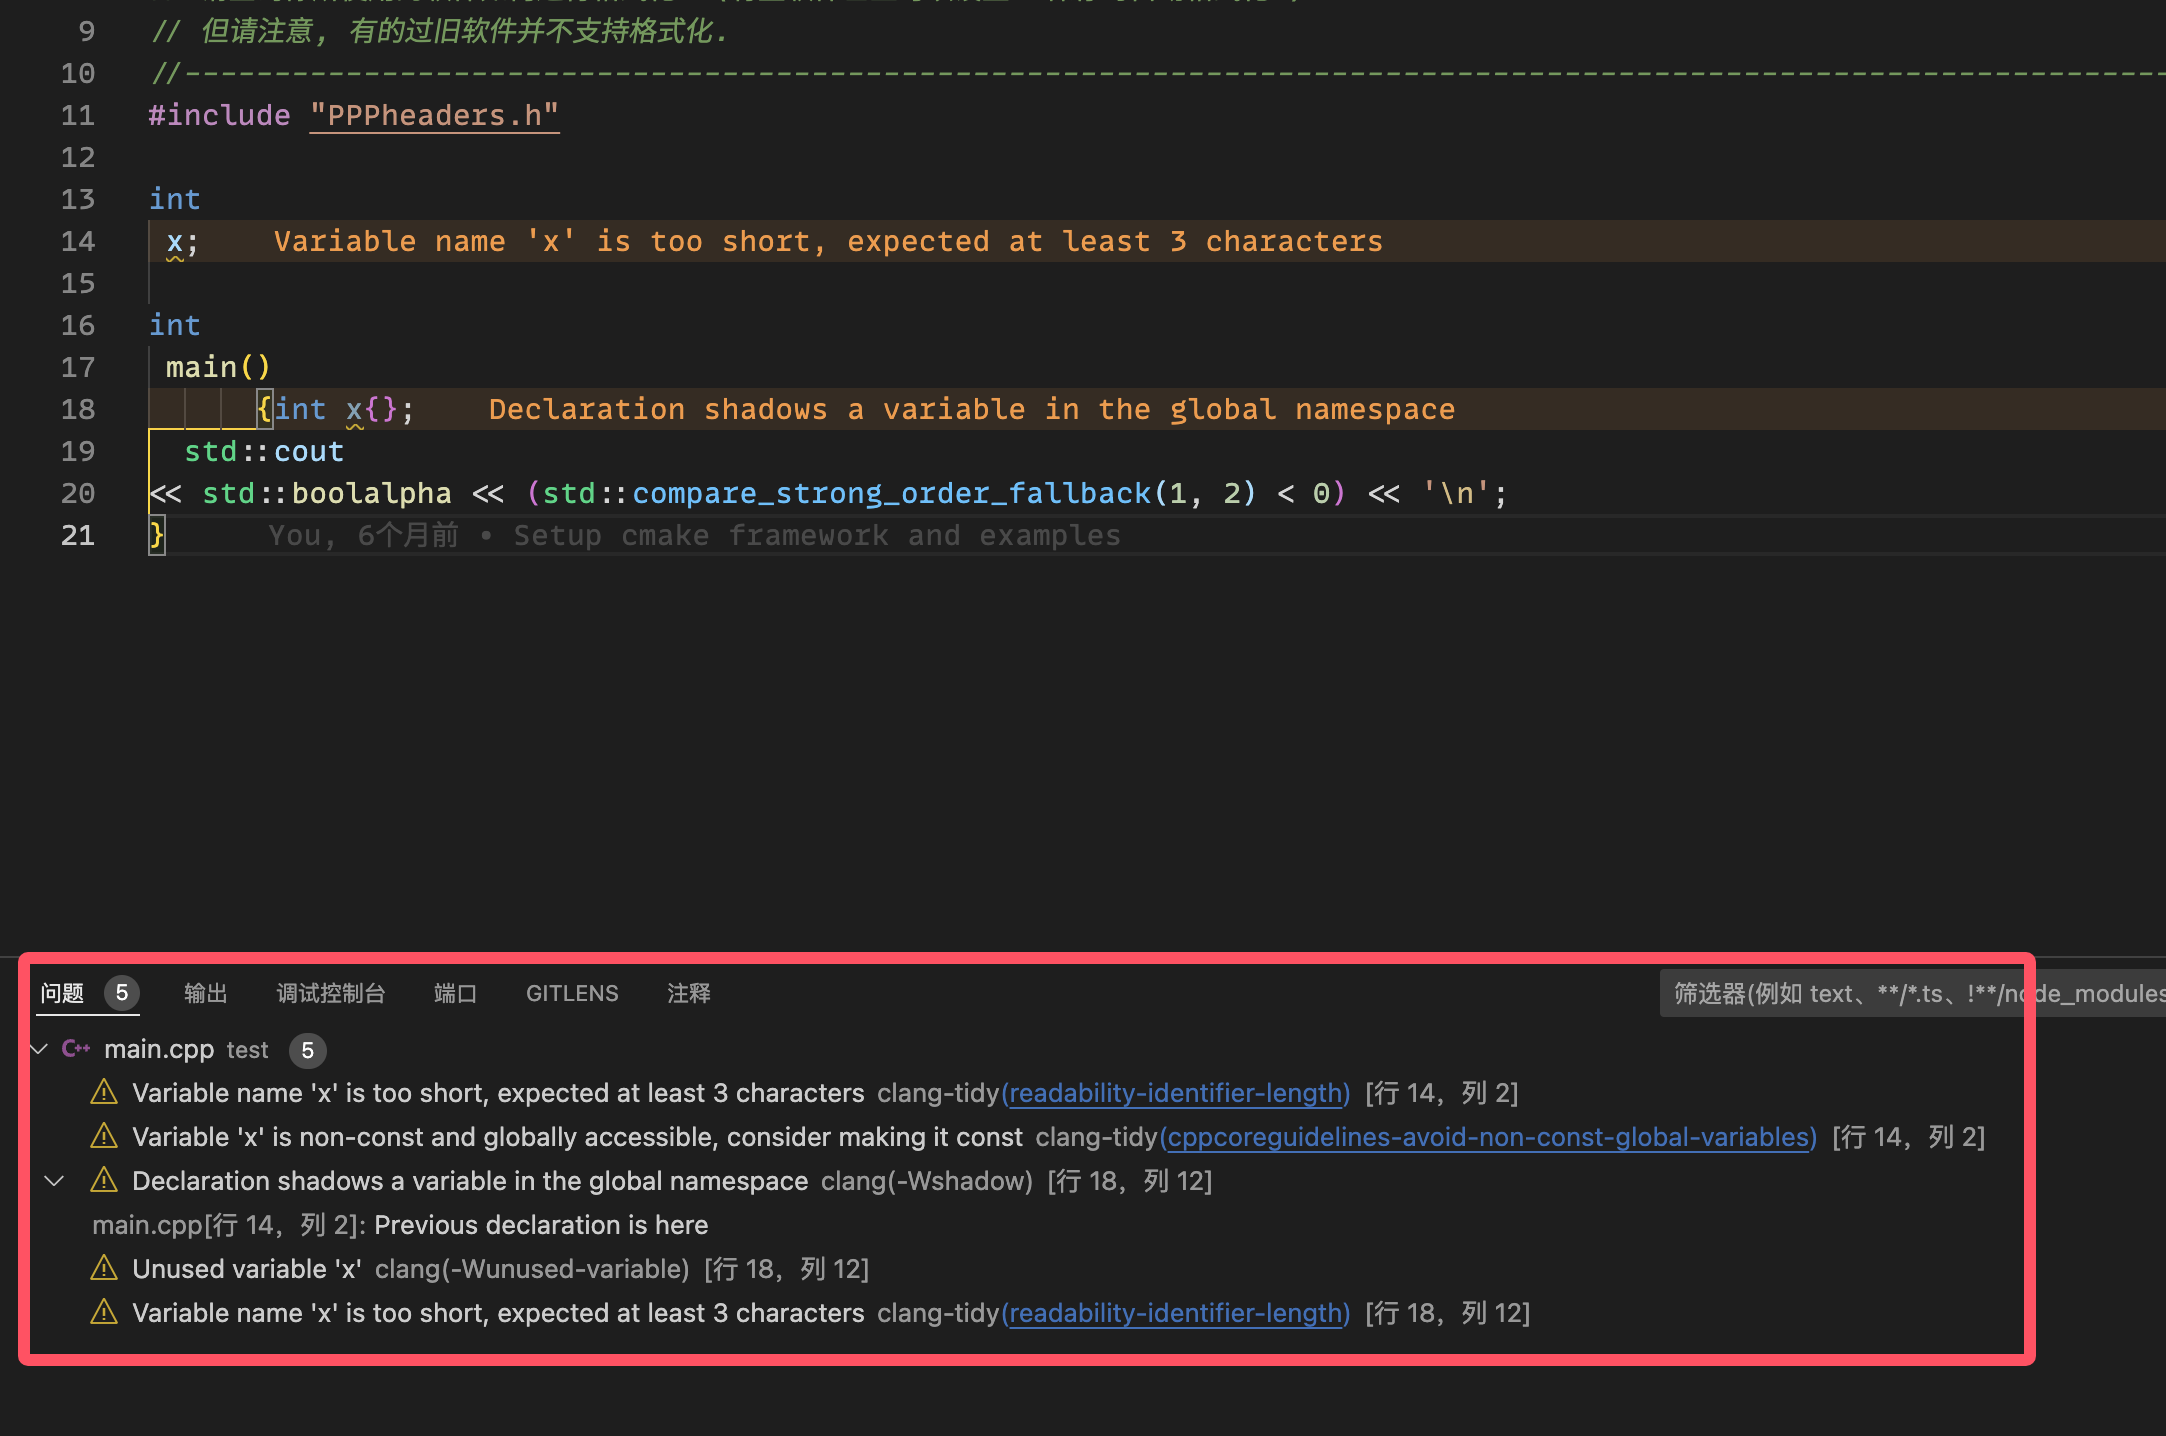 9 // 但请注意, 有的过旧软件并不支持格式化.
10 //--------------------------------------------------------------------------------------------------------------
11 #include "PPPheaders.h"
12
13 int
14 x; Variable name 'x' is too short, expected at least 3 characters
15
16 int
17 main()
18 {int x{}; Declaration shadows a variable in the global namespace
19 std::cout
20 << std::boolalpha << (std::compare_strong_order_fallback(1, 2) < 0) << '\n';
21 } You, 6个月前 • Setup cmake framework and examples
问题 5 输出 调试控制台 端口 GITLENS 注释 筛选器(例如 text、**/*.ts、!**/node_modules
C++ main.cpp test 5
Variable name 'x' is too short, expected at least 3 characters clang-tidy(readability-identifier-length) [行 14，列 2]
Variable 'x' is non-const and globally accessible, consider making it const clang-tidy(cppcoreguidelines-avoid-non-const-global-variables) [行 14，列 2]
Declaration shadows a variable in the global namespace clang(-Wshadow) [行 18，列 12]
main.cpp[行 14，列 2]: Previous declaration is here
Unused variable 'x' clang(-Wunused-variable) [行 18，列 12]
Variable name 'x' is too short, expected at least 3 characters clang-tidy(readability-identifier-length) [行 18，列 12]